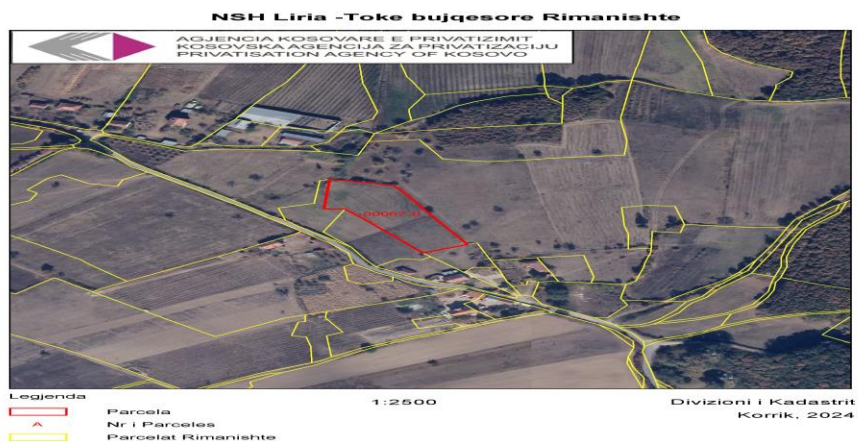 NSH Liria -Toke bujqesore Rimanishte
AGJENCIA KOSOVARE E PRIVATIZIMIT
KOSOVSKA AGENCIJA ZA PRIVATIZACIJU
PRIVATISATION AGENCY OF KOSOVO
Legjenda
Parcela
A Nr i Parceles
Parcelat Rimanishte
1:2500
Divizioni i Kadastrit
Korrik, 2024